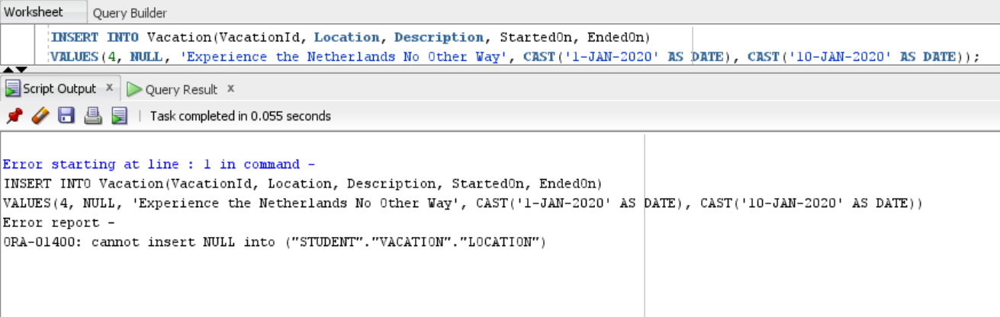 Worksheet Query Builder
INSERT INTO Vacation(VacationId, Location, Description, StartedOn, EndedOn)
VALUES(4, NULL, 'Experience the Netherlands No Other Way', CAST('1-JAN-2020' AS DATE), CAST('10-JAN-2020' AS DATE));
Script Output x Query Result x
Task completed in 0.055 seconds
Error starting at line : 1 in command -
INSERT INTO Vacation(VacationId, Location, Description, StartedOn, EndedOn)
VALUES(4, NULL, 'Experience the Netherlands No Other Way', CAST('1-JAN-2020' AS DATE), CAST('10-JAN-2020' AS DATE))
Error report -
ORA-01400: cannot insert NULL into ("STUDENT"."VACATION"."LOCATION")